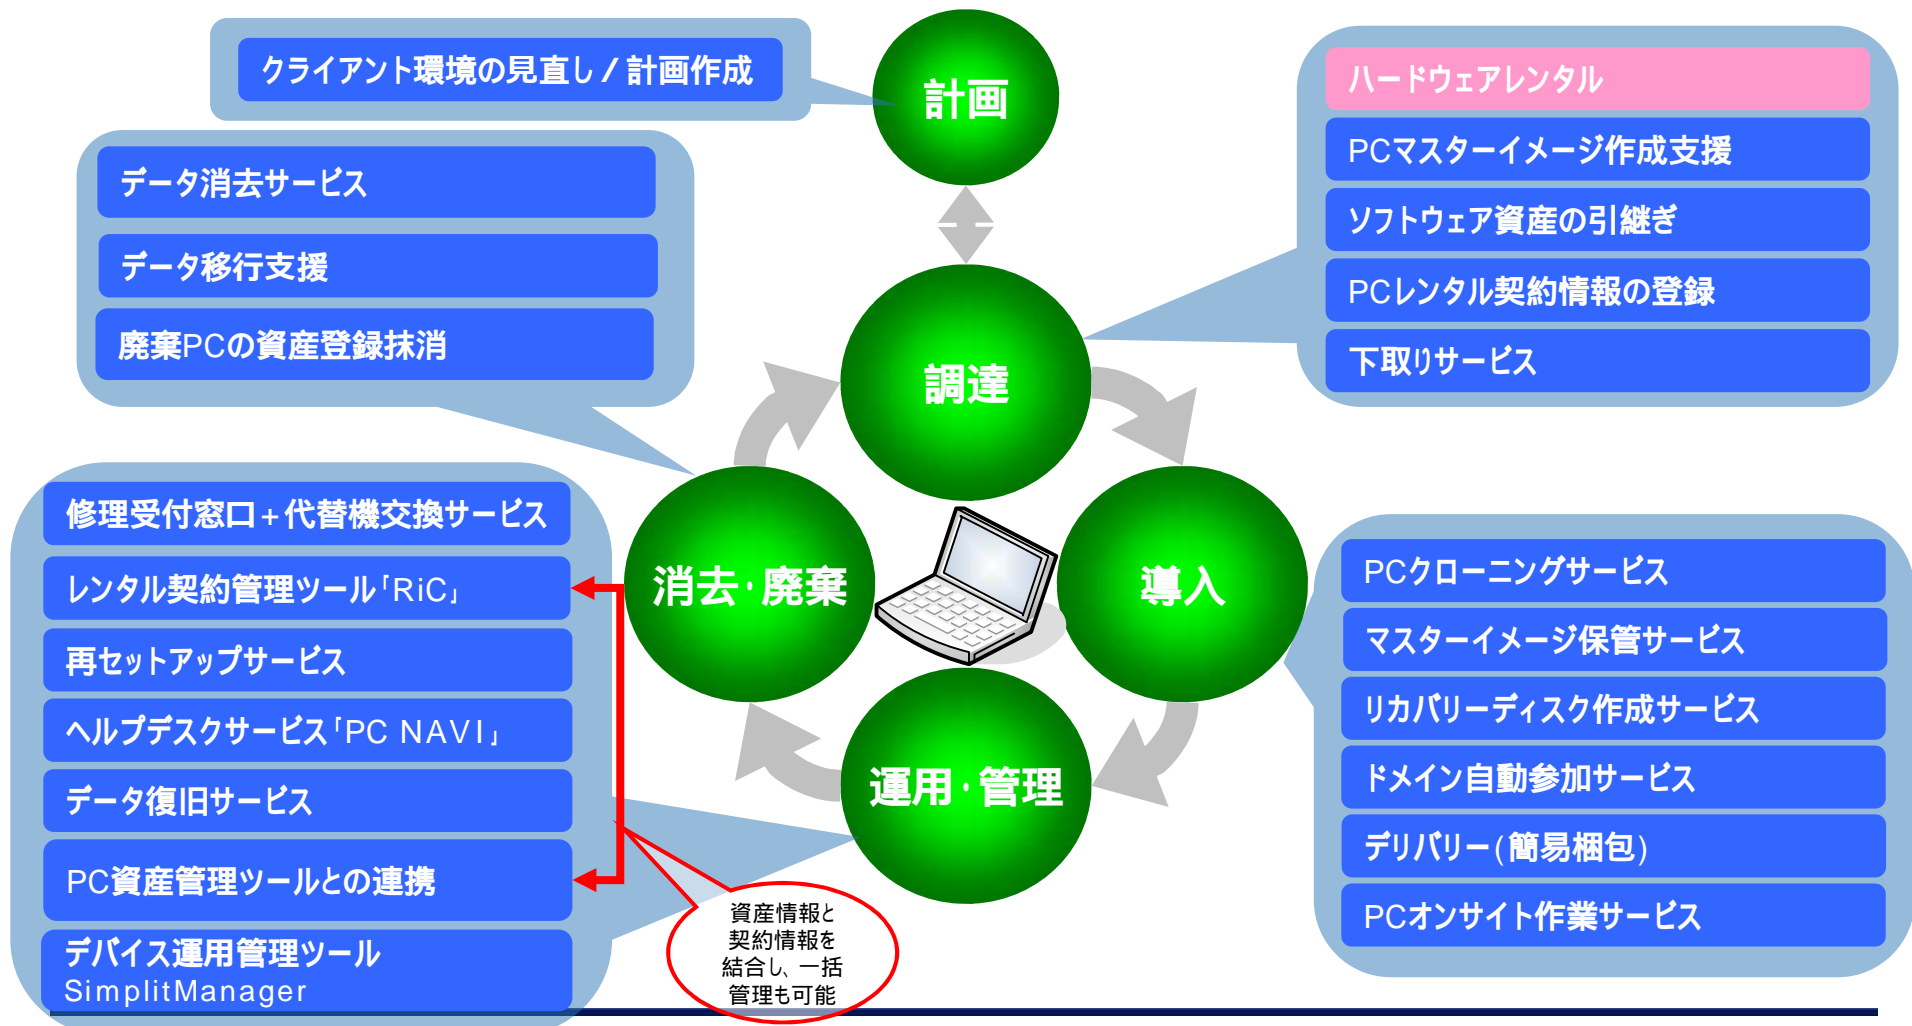 クライアント環境の見直し/計画作成
計画
ハードウェアレンタル
PCマスターイメージ作成支援
ソフトウェア資産の引継ぎ
PCレンタル契約情報の登録
下取りサービス
データ消去サービス
データ移行支援
廃棄PCの資産登録抹消
調達
消去・廃棄
導入
運用・管理
修理受付窓口+代替機交換サービス
レンタル契約管理ツール「RiC」
再セットアップサービス
ヘルプデスクサービス「PC NAVI」
データ復旧サービス
PC資産管理ツールとの連携
デバイス運用管理ツール
SimplitManager
資産情報と
契約情報を
結合し、一括
管理も可能
PCクローニングサービス
マスターイメージ保管サービス
リカバリーディスク作成サービス
ドメイン自動参加サービス
デリバリー(簡易梱包)
PCオンサイト作業サービス